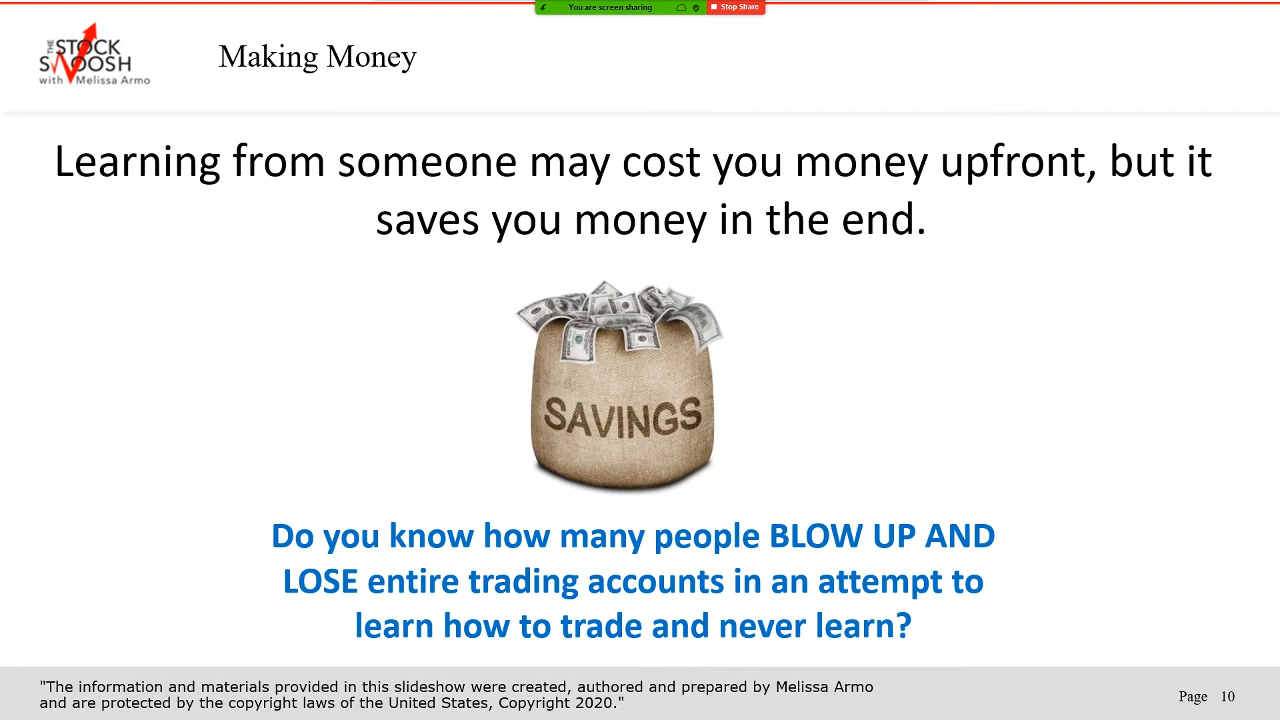 You are screen sharing
Stop Share
THE
STOCK
SWOOSH
with Melissa Armo
Making Money
Learning from someone may cost you money upfront, but it
saves you money in the end.
SAVINGS
Do you know how many people BLOW UP AND
LOSE entire trading accounts in an attempt to
learn how to trade and never learn?
"The information and materials provided in this slideshow were created, authored and prepared by Melissa Armo
and are protected by the copyright laws of the United States, Copyright 2020."
Page 10